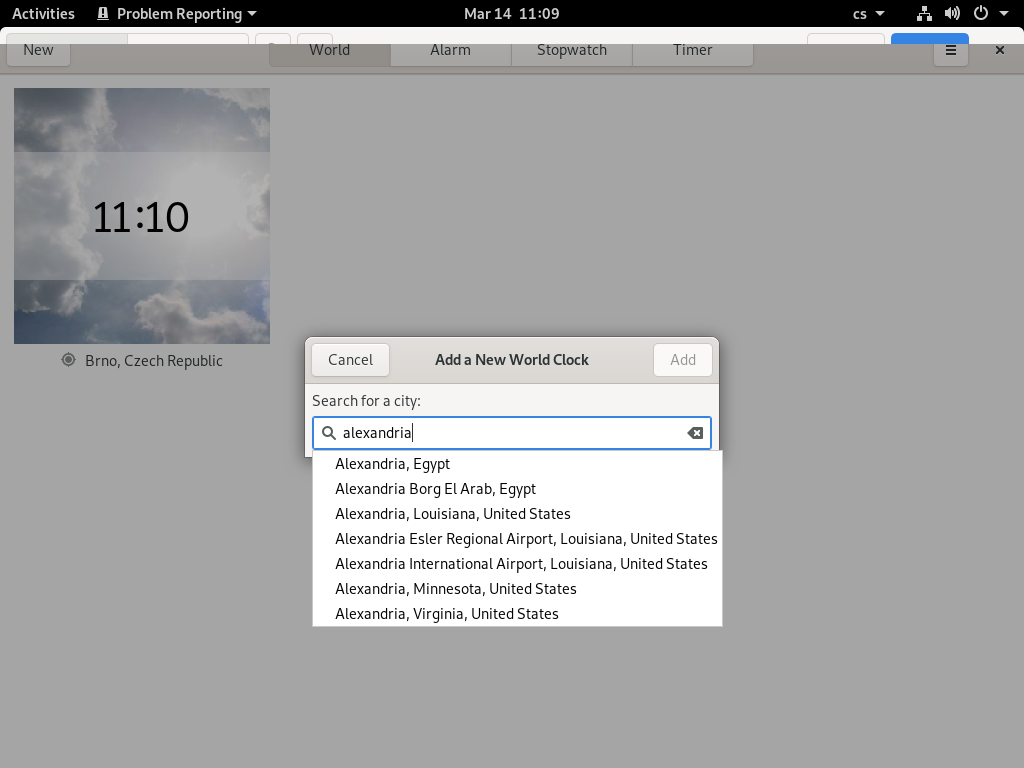 Activities Problem Reporting Mar 14 11:09 cs
New World Alarm Stopwatch Timer
11:10
Brno, Czech Republic
Cancel Add a New World Clock Add
Search for a city:
alexandria
Alexandria, Egypt
Alexandria Borg El Arab, Egypt
Alexandria, Louisiana, United States
Alexandria Esler Regional Airport, Louisiana, United States
Alexandria International Airport, Louisiana, United States
Alexandria, Minnesota, United States
Alexandria, Virginia, United States